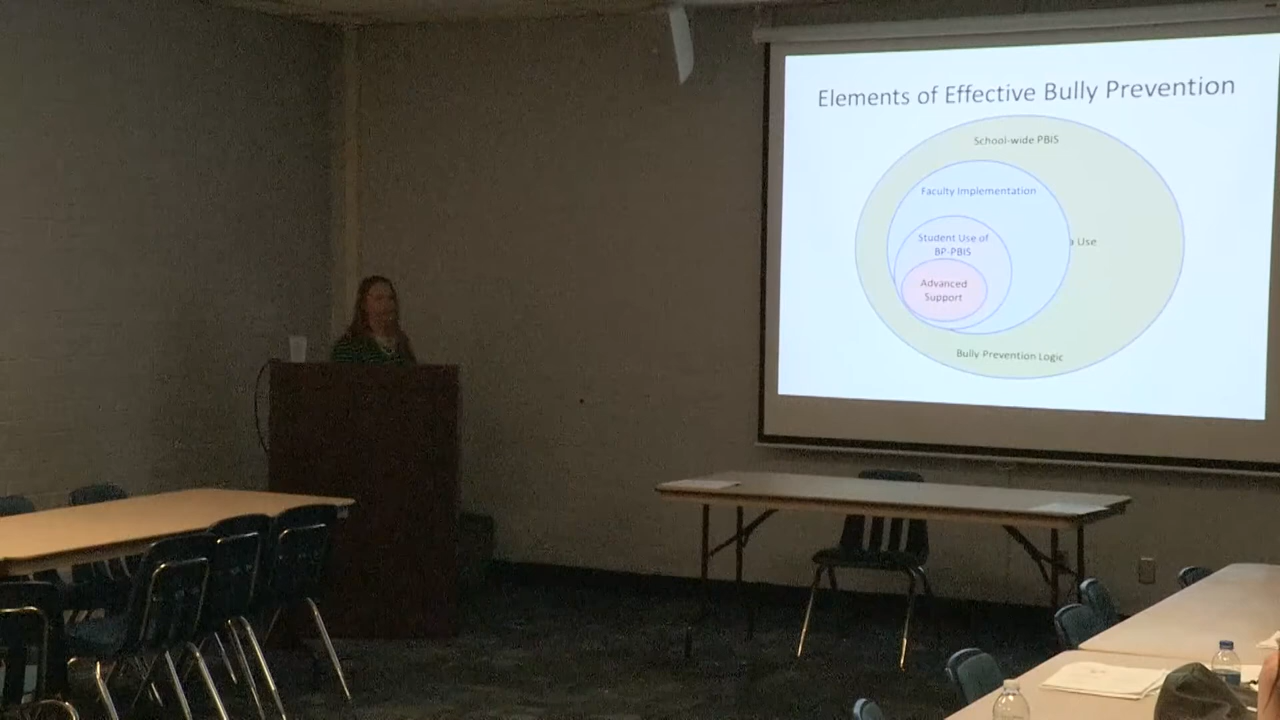 Elements of Effective Bully Prevention
School-wide PBIS
Faculty Implementation
Student Use of
BP-PBIS
Use
Advanced
Support
Bully Prevention Logic